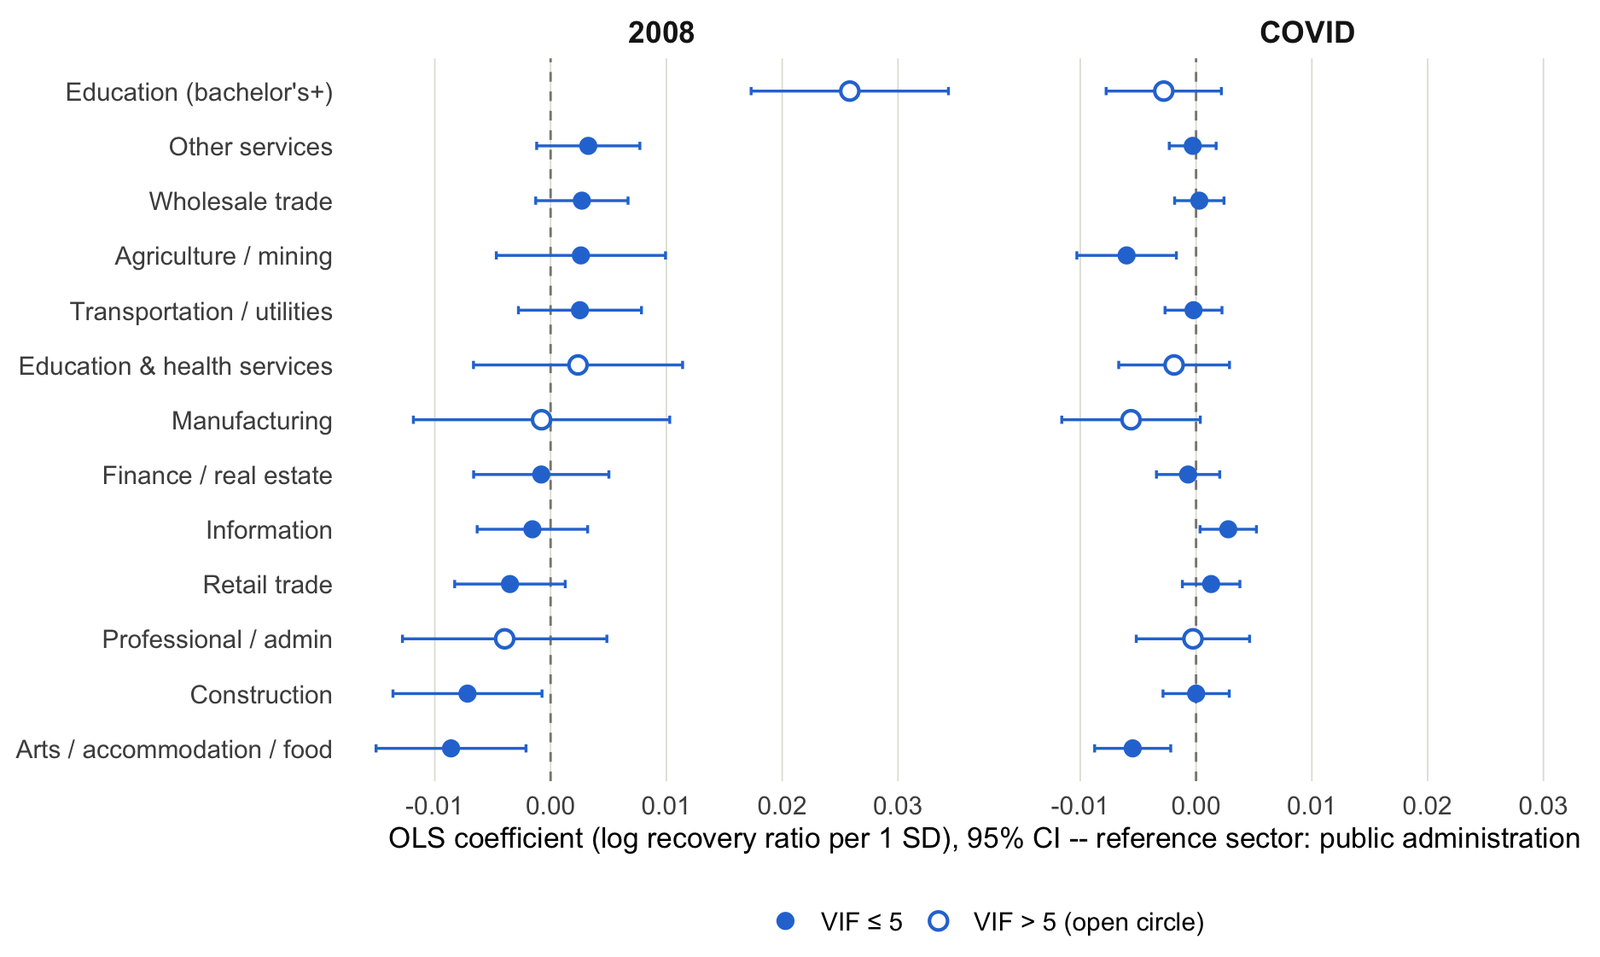 2008 COVID
Education (bachelor's+)
Other services
Wholesale trade
Agriculture / mining
Transportation / utilities
Education & health services
Manufacturing
Finance / real estate
Information
Retail trade
Professional / admin
Construction
Arts / accommodation / food
-0.01 0.00 0.01 0.02 0.03 -0.01 0.00 0.01 0.02 0.03
OLS coefficient (log recovery ratio per 1 SD), 95% CI -- reference sector: public administration
VIF ≤ 5 VIF > 5 (open circle)